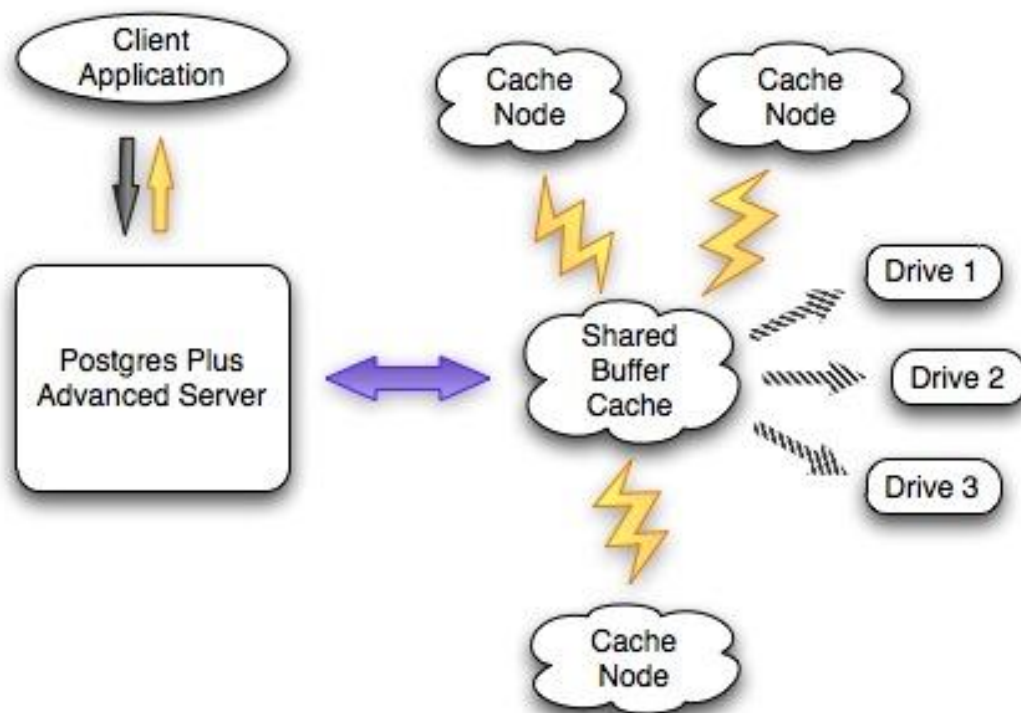 Client
Application
Cache
Node
Cache
Node
Postgres Plus
Advanced Server
Shared
Buffer
Cache
Drive 1
Drive 2
Drive 3
Cache
Node